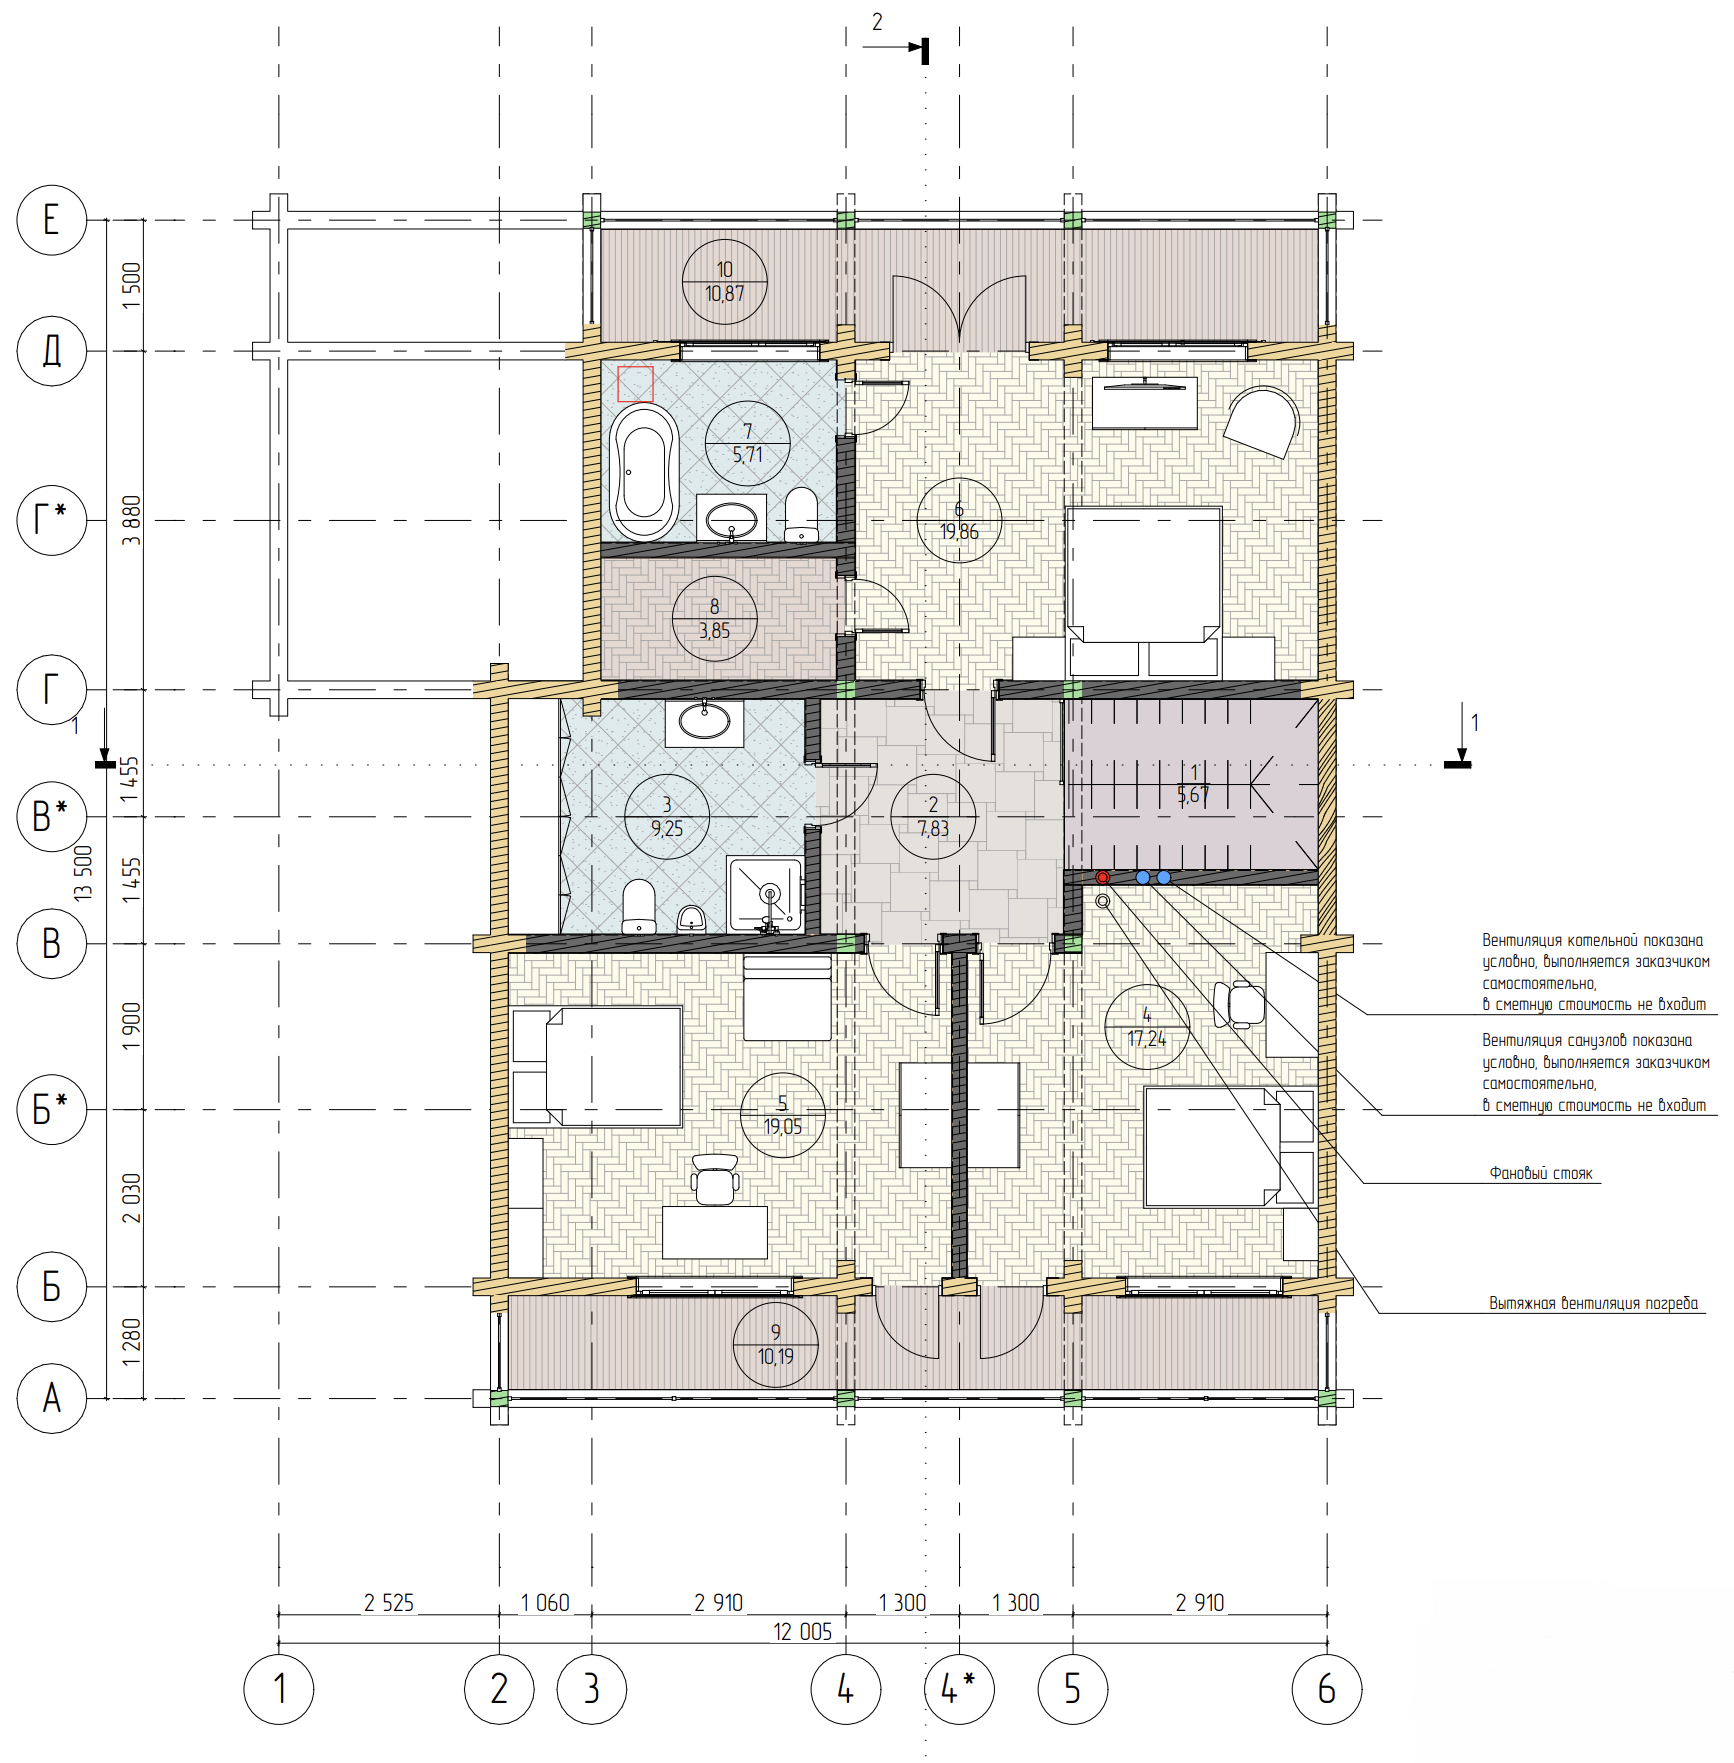 2
Е
Д
Г*
Г
В*
В
Б*
Б
А
1 500
3 880
1 455
1 455
13 500
1 900
2 030
1 280
10
10,87
7
5,71
6
19,86
8
3,85
1
1
3
9,25
2
7,83
1
5,67
4
17,24
5
19,05
9
10,19
Вентиляция котельной показана
условно, выполняется заказчиком
самостоятельно,
в сметную стоимость не входит
Вентиляция санузлов показана
условно, выполняется заказчиком
самостоятельно,
в сметную стоимость не входит
Фановый стояк
Вытяжная вентиляция погреба
2 525
1 060
2 910
1 300
1 300
2 910
12 005
1
2
3
4
4*
5
6